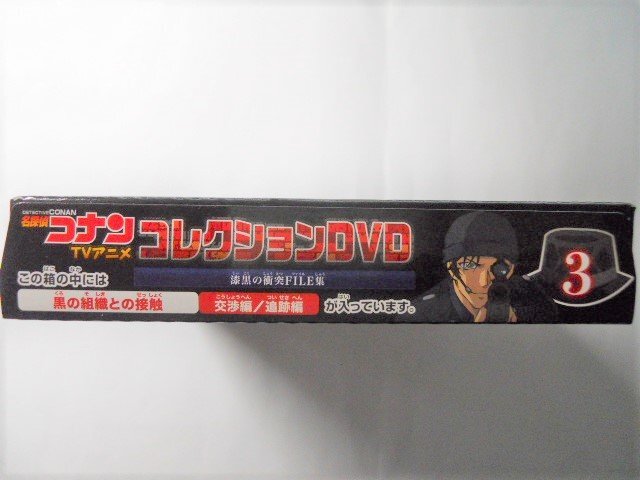 DETECTIVE CONAN
名探偵コナン
TVアニメ
コレクションDVD
漆黒の衝突FILE集
3
この箱の中には
黒の組織との接触
交渉編/追跡編
が入っています。